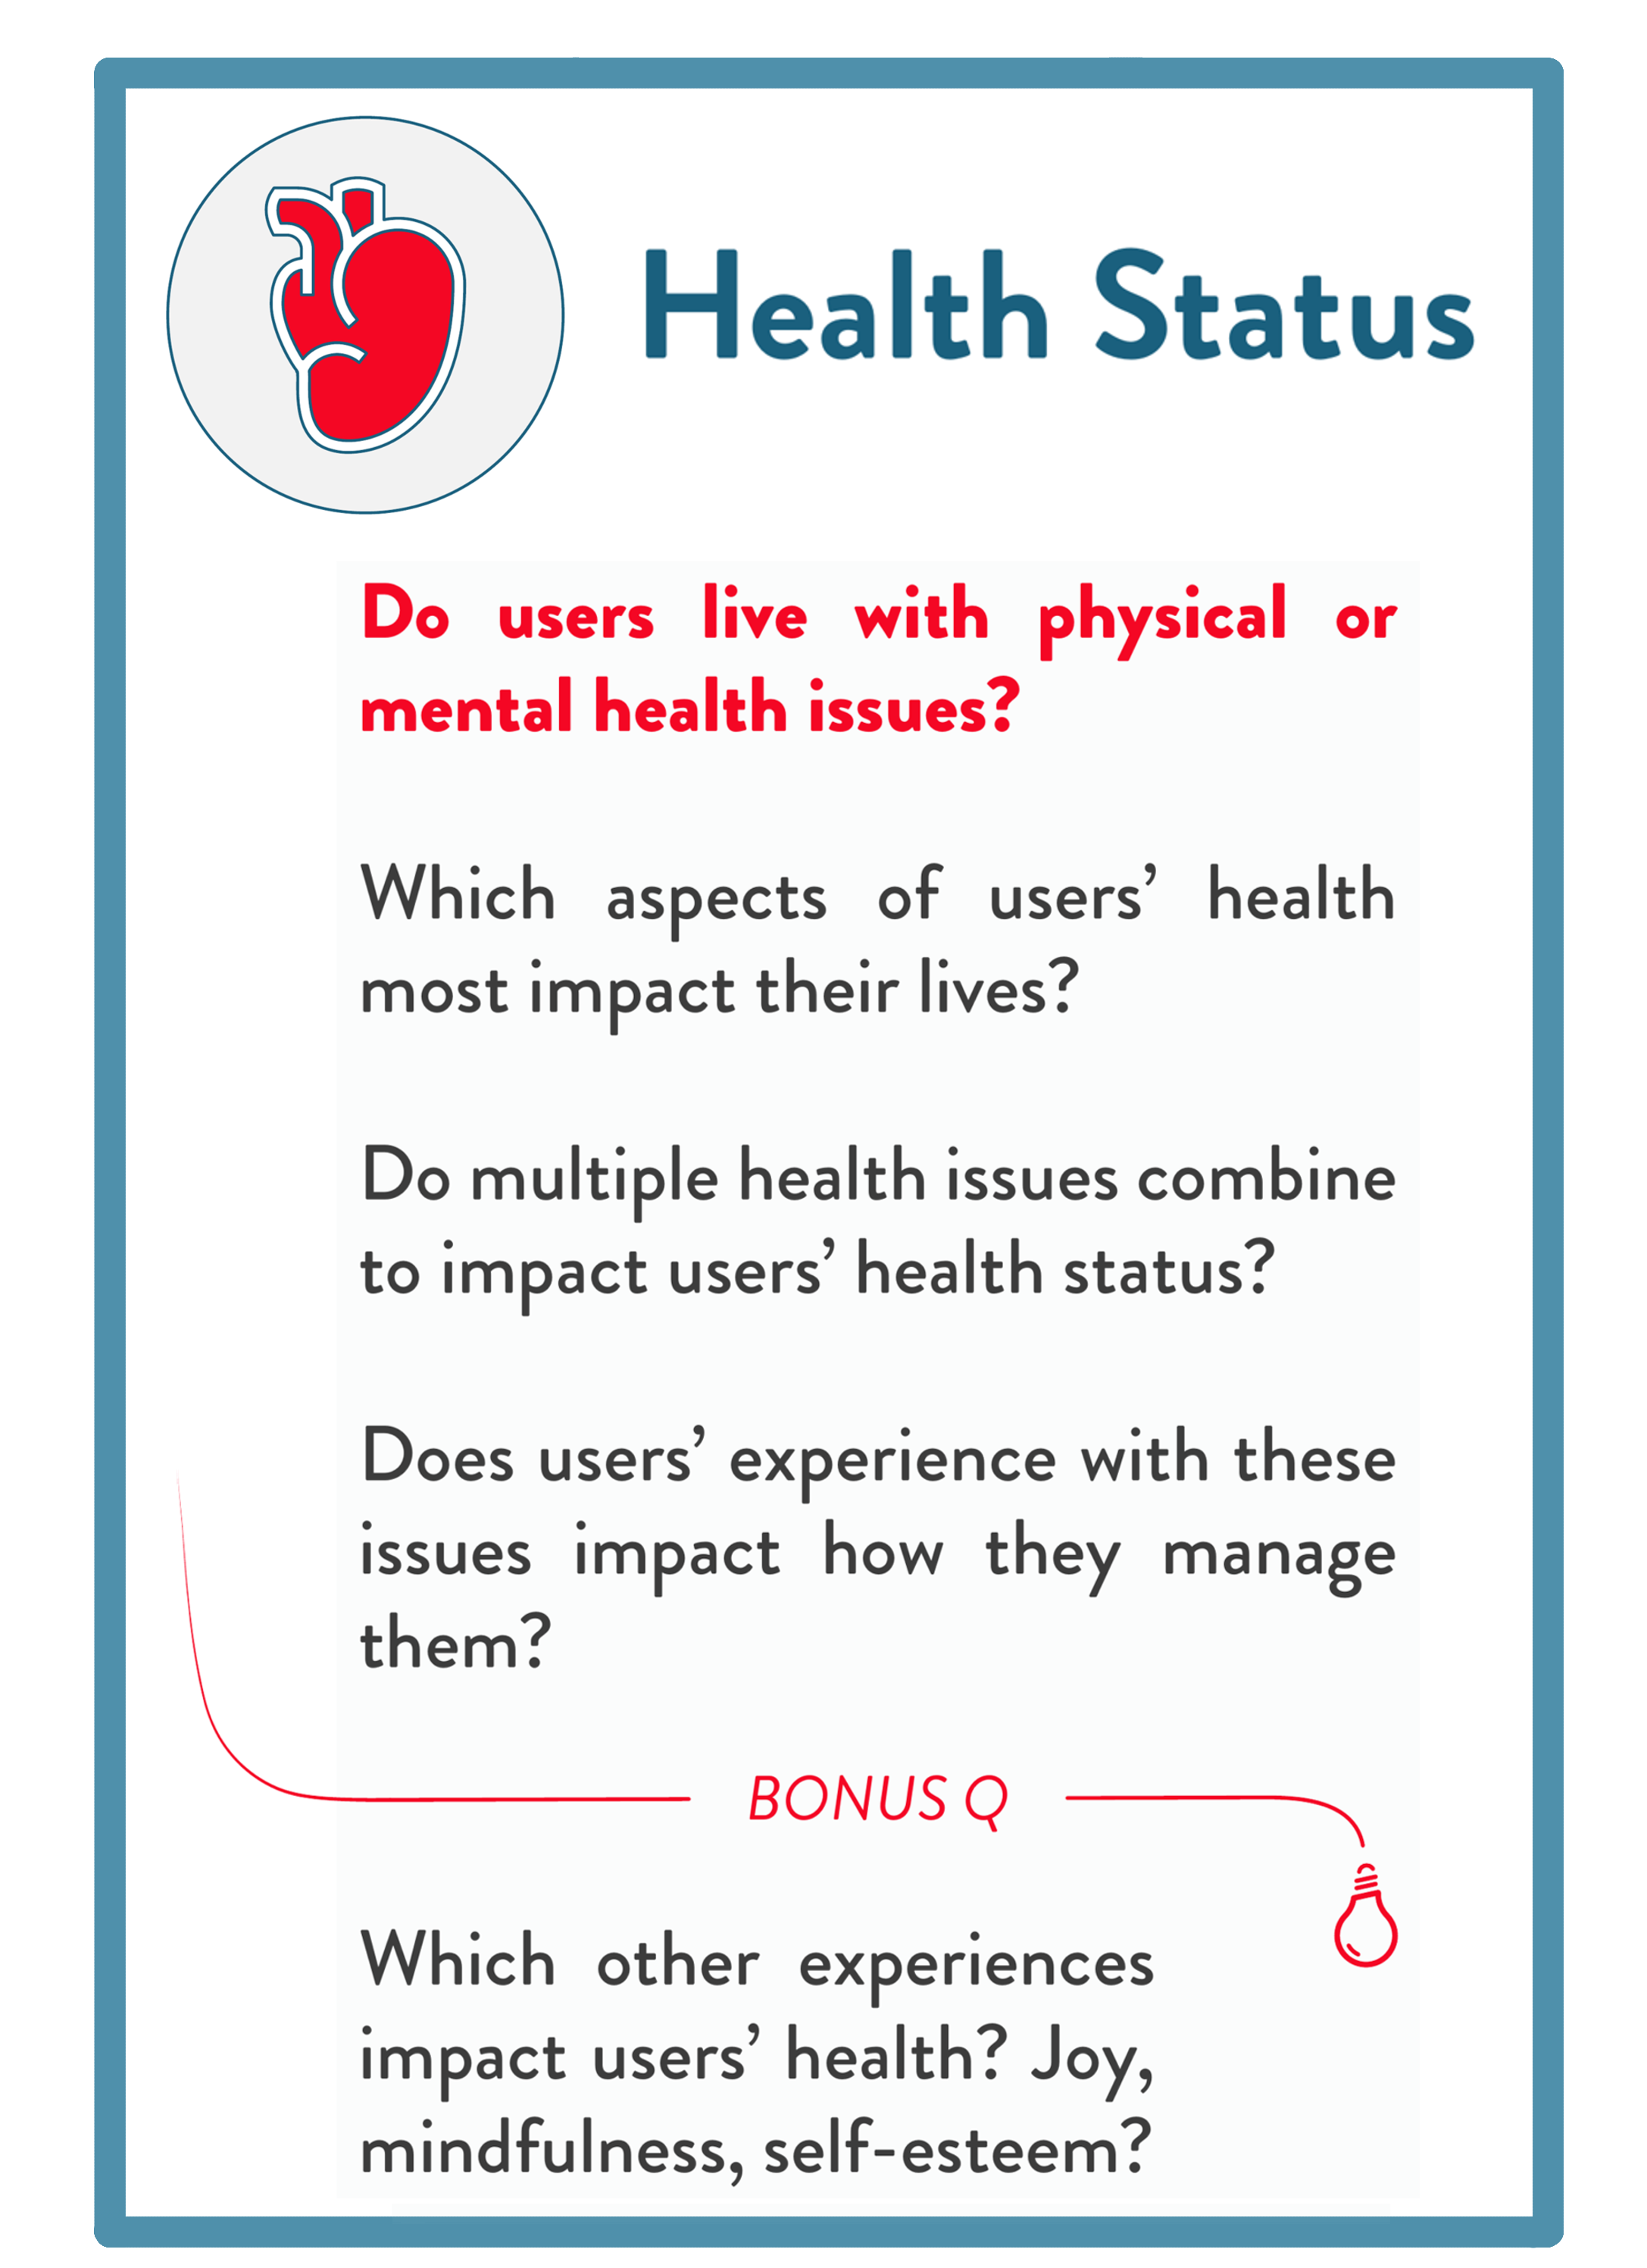 Health Status
Do users live with physical or
mental health issues?
Which aspects of users’ health
most impact their lives?
Do multiple health issues combine
to impact users’ health status?
Does users’ experience with these
issues impact how they manage
them?
BONUS Q
Which other experiences
impact users’ health? Joy,
mindfulness, self-esteem?